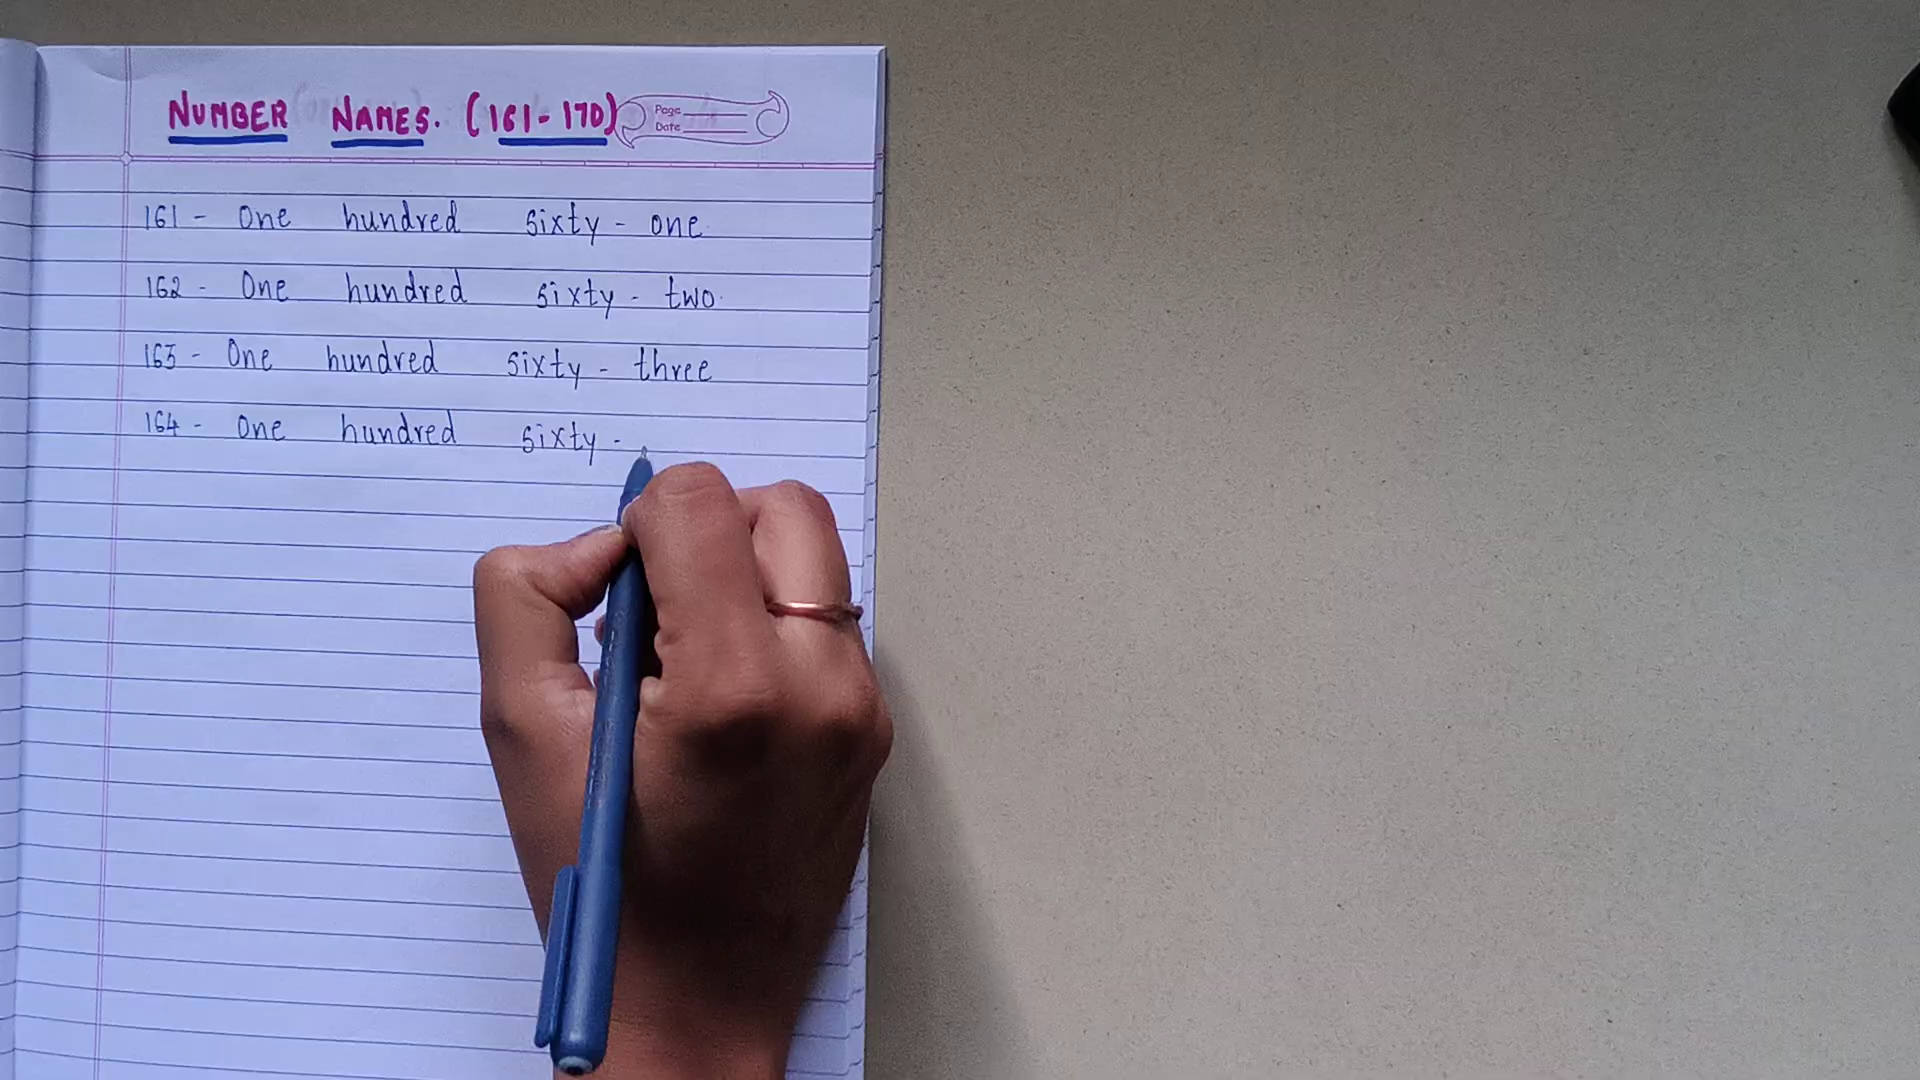 NUMBER NAMES. (161-170)
Page
Date
161 - One hundred sixty - one.
162 - One hundred sixty - two.
163 - One hundred sixty - three
164 - One hundred sixty -